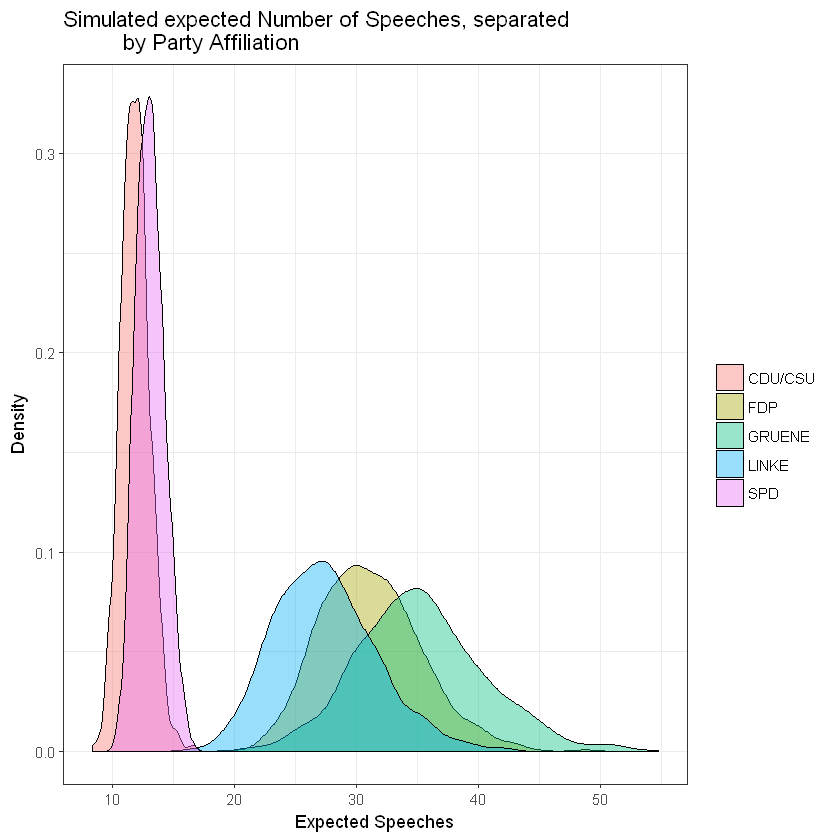 Simulated expected Number of Speeches, separated
by Party Affiliation
0.3
0.2
0.1
0.0
Density
10 20 30 40 50
Expected Speeches
CDU/CSU
FDP
GRUENE
LINKE
SPD